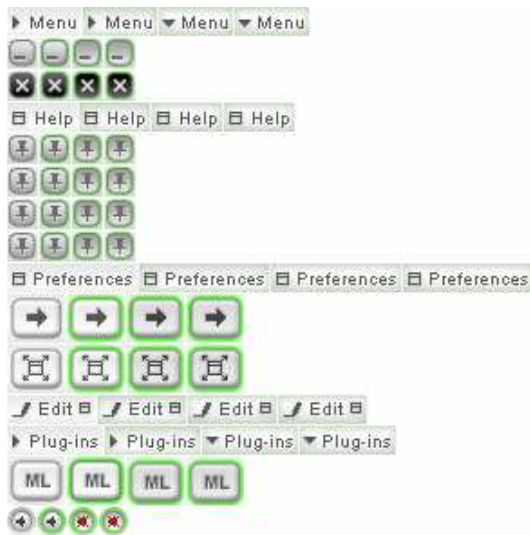 Menu Menu Menu Menu
Help Help Help Help
Preferences Preferences Preferences Preferences
Edit Edit Edit Edit
Plug-ins Plug-ins Plug-ins Plug-ins
ML ML ML ML